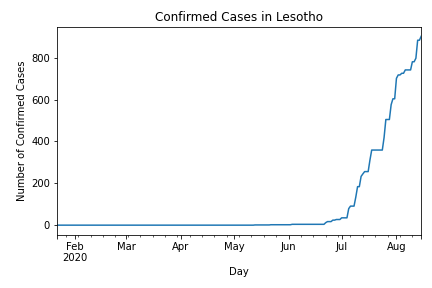 Confirmed Cases in Lesotho
Number of Confirmed Cases
800
600
400
200
0
Feb Mar Apr May Jun Jul Aug
2020
Day